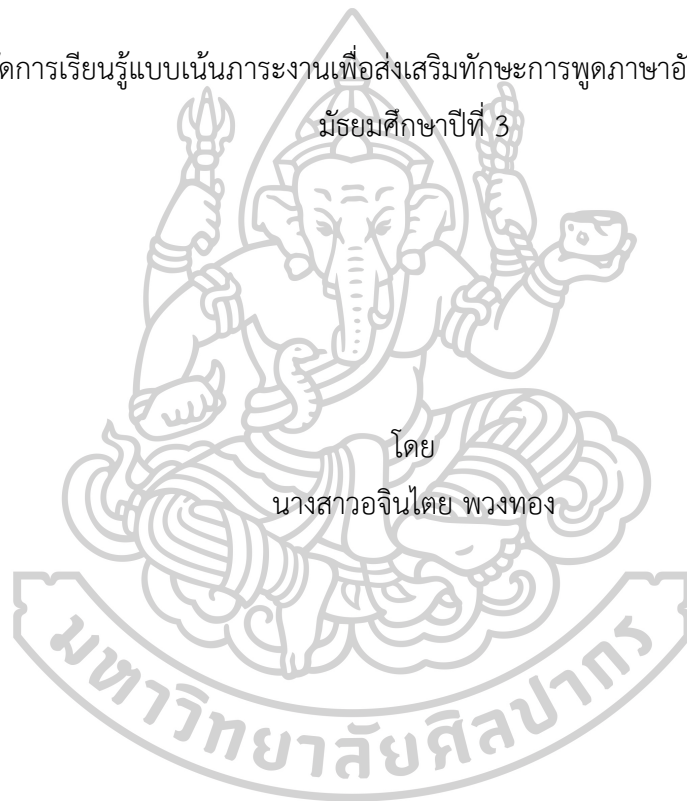 ดการเรียนรู้แบบเน้นภาระงานเพื่อส่งเสริมทักษะการพูดภาษาอั
มัธยมศึกษาปีที่ 3
โดย
นางสาวอจินไตย พวงทอง
มหาวิทยาลัยศิลปากร